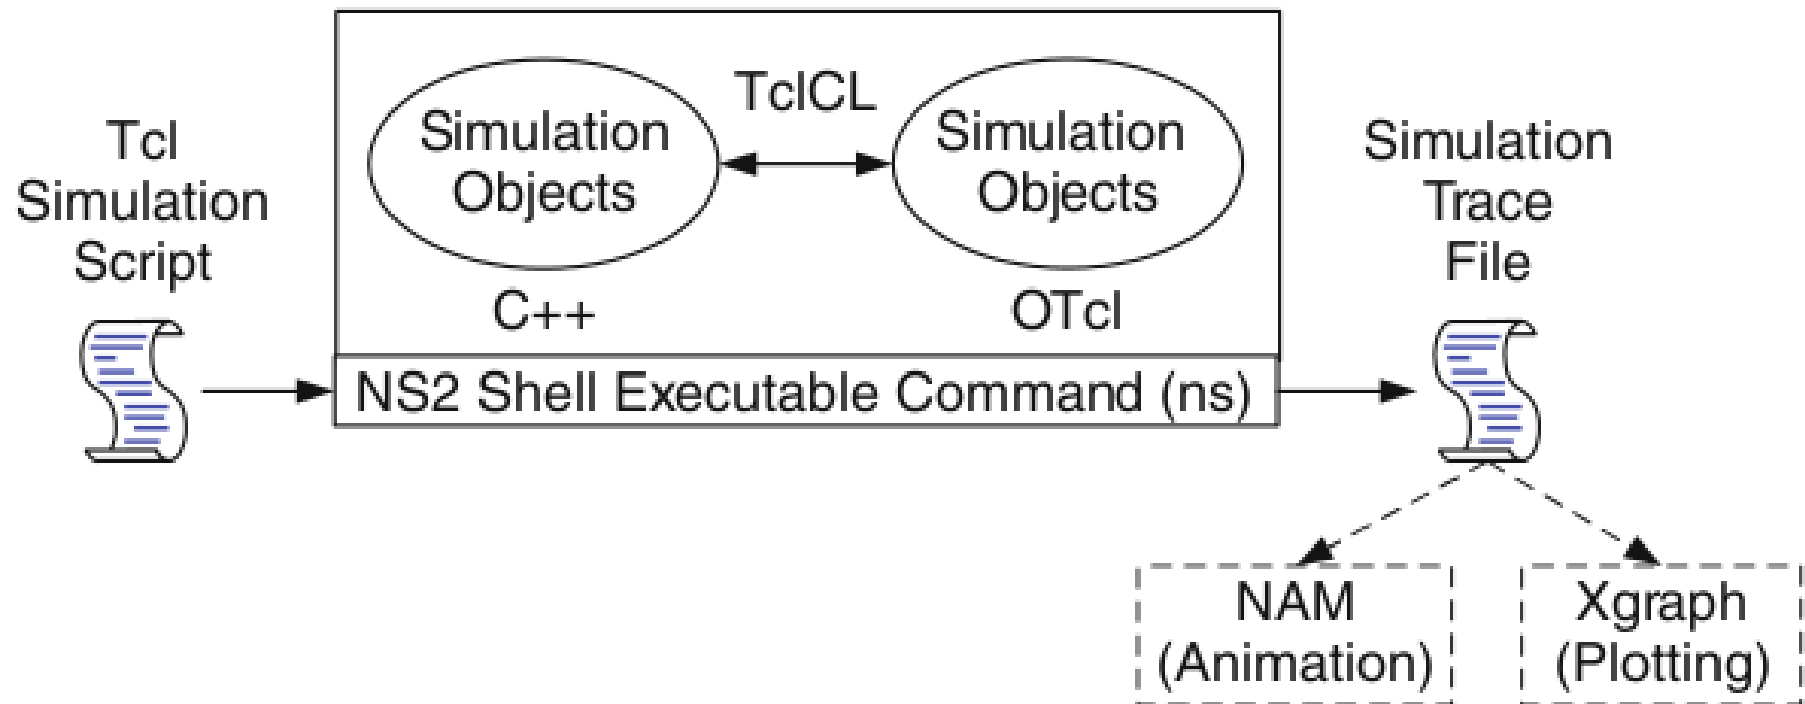 Tcl
Simulation
Script
Simulation
Objects
C++
TclCL
Simulation
Objects
OTcl
NS2 Shell Executable Command (ns)
Simulation
Trace
File
NAM
(Animation)
Xgraph
(Plotting)